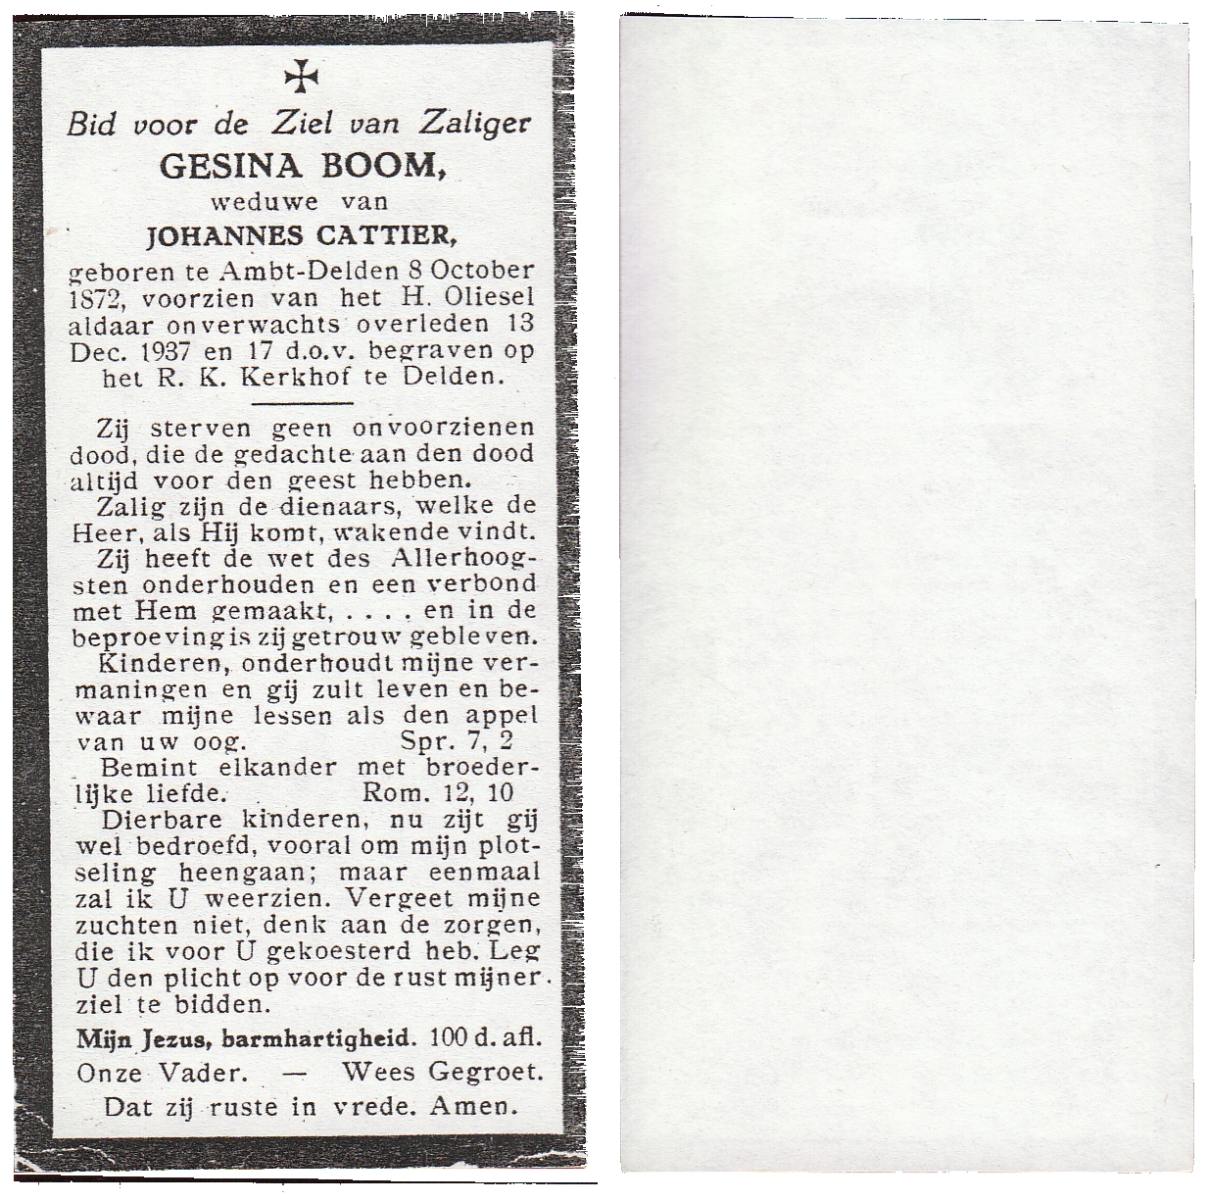 Bid voor de Ziel van Zaliger
GESINA BOOM,
weduwe van
JOHANNES CATTIER,
geboren te Ambt-Delden 8 October
1872, voorzien van het H. Oliesel
aldaar onverwachts overleden 13
Dec. 1937 en 17 d.o.v. begraven op
het R. K. Kerkhof te Delden.
Zij sterven geen onvoorzienen
dood, die de gedachte aan den dood
altijd voor den geest hebben.
Zalig zijn de dienaars, welke de
Heer, als Hij komt, wakende vindt.
Zij heeft de wet des Allerhoog-
sten onderhouden en een verbond
met Hem gemaakt, . . . . en in de
beproeving is zij getrouw gebleven.
Kinderen, onderhoudt mijne ver-
maningen en gij zult leven en be-
waar mijne lessen als den appel
van uw oog. Spr. 7, 2
Bemint elkander met broeder-
lijke liefde. Rom. 12, 10
Dierbare kinderen, nu zijt gij
wel bedroefd, vooral om mijn plot-
seling heengaan; maar eenmaal
zal ik U weerzien. Vergeet mijne
zuchten niet, denk aan de zorgen,
die ik voor U gekoesterd heb. Leg
U den plicht op voor de rust mijner
ziel te bidden.
Mijn Jezus, barmhartigheid. 100 d. afl.
Onze Vader. — Wees Gegroet.
Dat zij ruste in vrede. Amen.